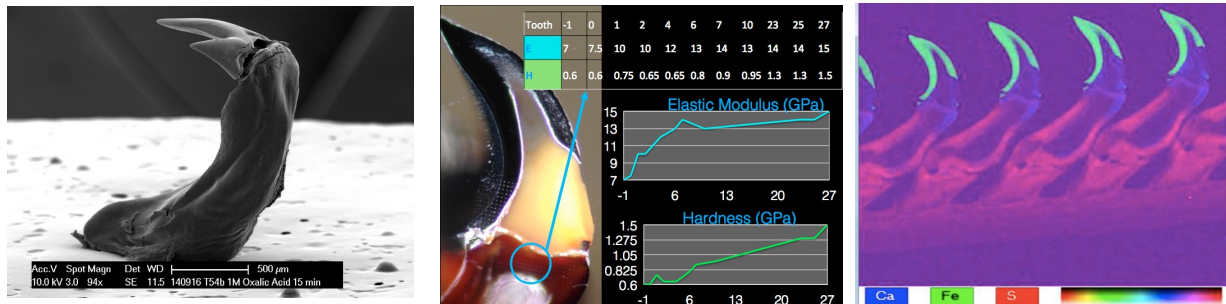 Acc.V Spot Magn Det WD 500 μm
10.0 kV 3.0 94x SE 11.5 140916 T54b 1M Oxalic Acid 15 min
Tooth -1 0 1 2 4 6 7 10 23 25 27
E 7 7.5 10 10 12 13 14 13 14 14 15
H 0.6 0.6 0.75 0.65 0.65 0.8 0.9 0.95 1.3 1.3 1.5
Elastic Modulus (GPa)
15
13
11
9
7
-1 6 13 20 27
Hardness (GPa)
1.5
1.275
1.05
0.825
0.6
-1 6 13 20 27
Ca Fe S